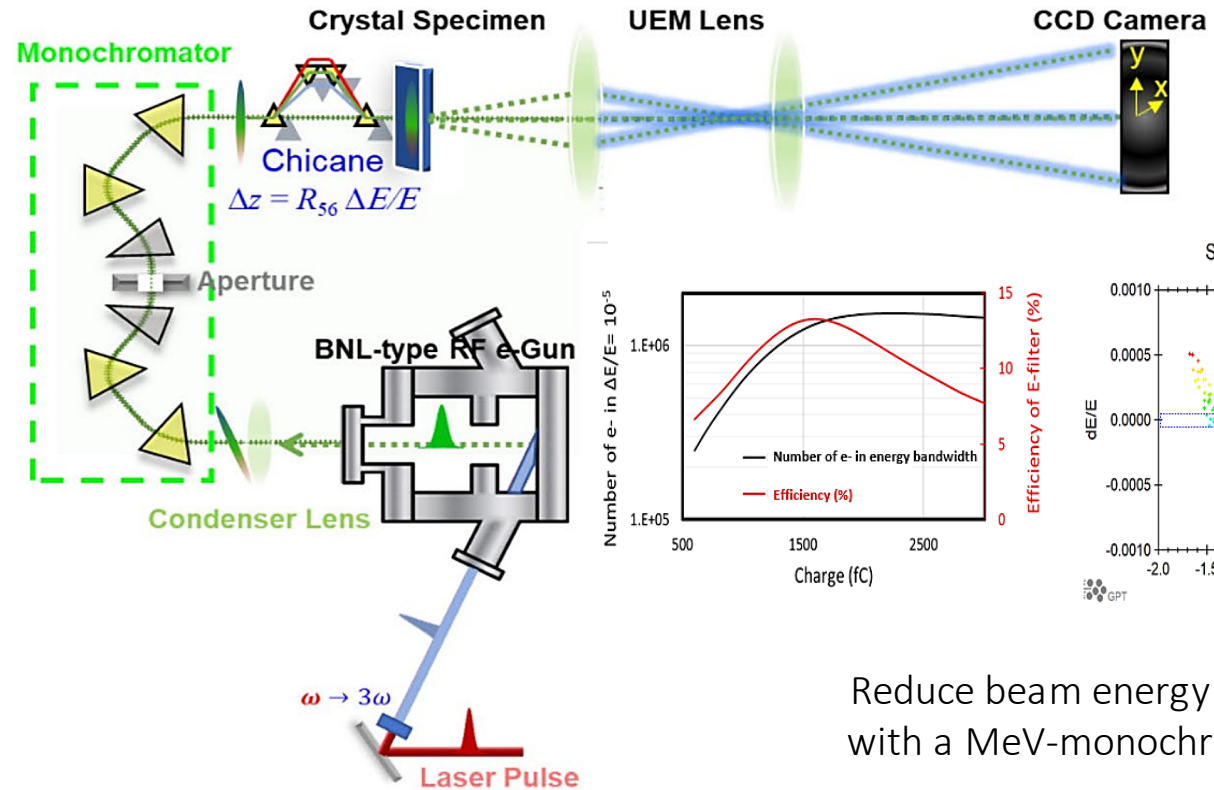 Crystal Specimen
UEM Lens
CCD Camera
Monochromator
y
x
Chicane
Δz = R56 ΔE/E
Aperture
BNL-type RF e-Gun
Condenser Lens
ω → 3ω
Laser Pulse
Number of e- in ΔE/E= 10-5
1.E+06
1.E+05
Number of e- in energy bandwidth
Efficiency (%)
500
1500
2500
Charge (fC)
15
10
5
0
Efficiency of E-filter (%)
S
dE/E
0.0010
0.0005
0.0000
-0.0005
-0.0010
-2.0
-1.5
GPT
Reduce beam energy
with a MeV-monochr